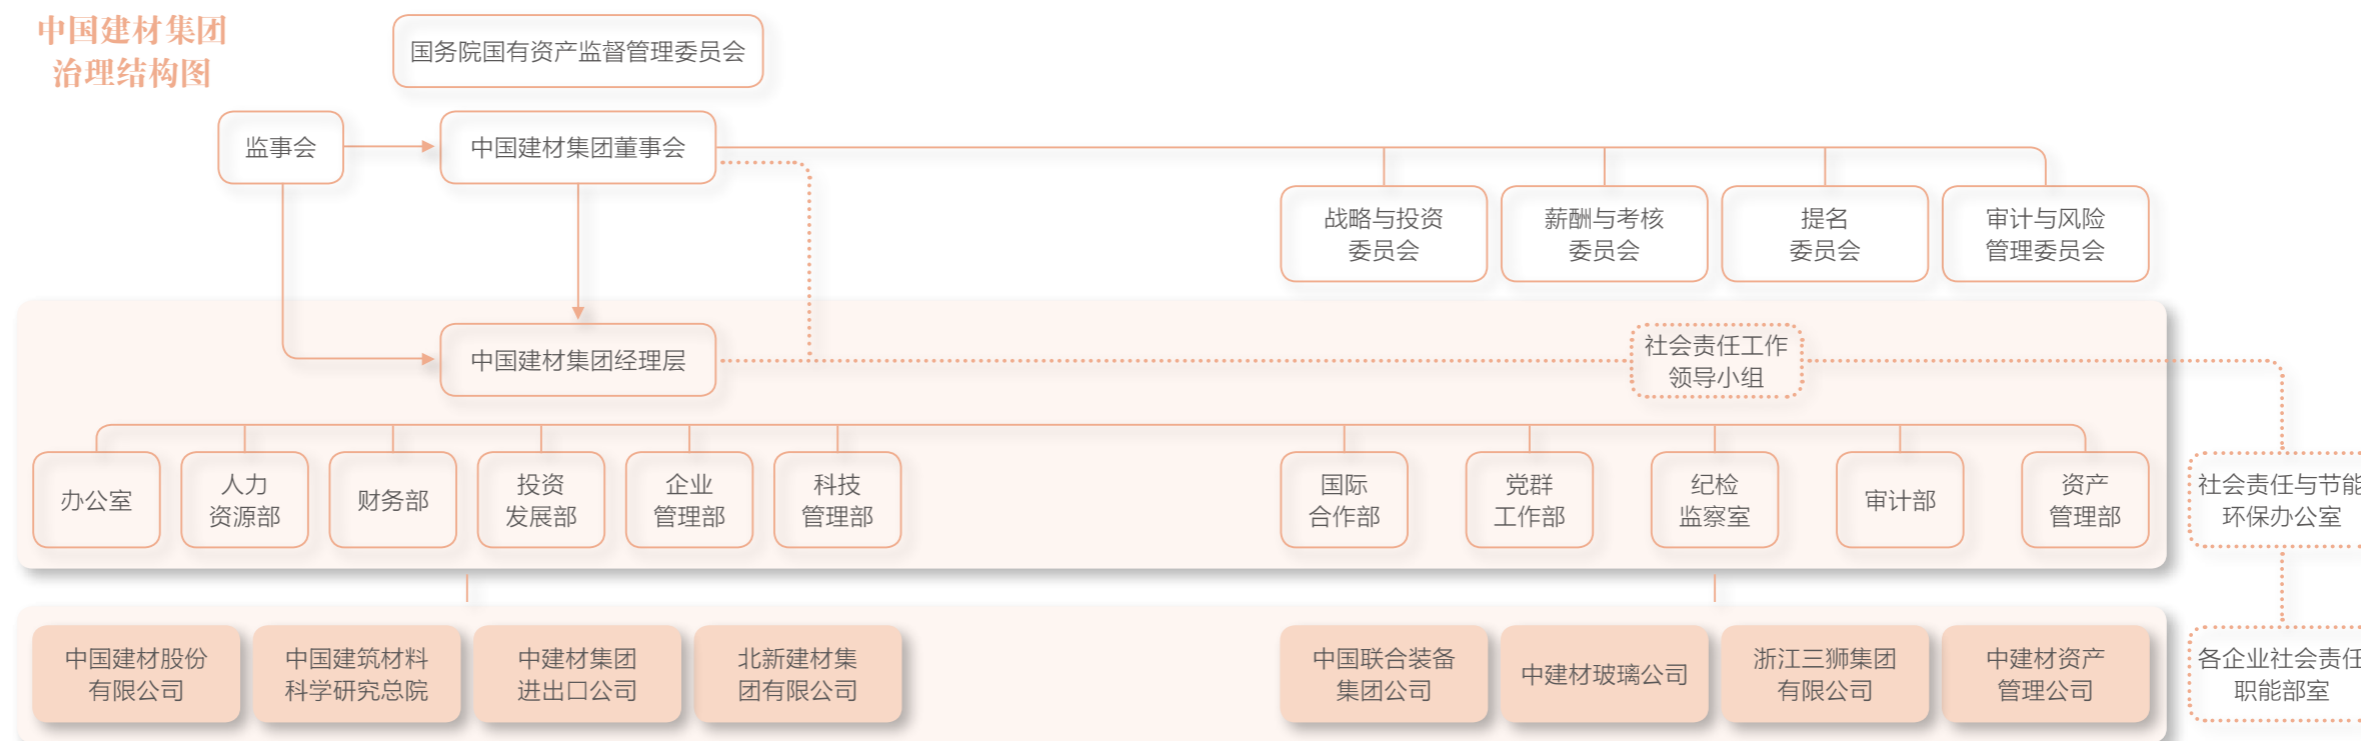 中国建材集团
治理结构图
国务院国有资产监督管理委员会
监事会
中国建材集团董事会
战略与投资
委员会
薪酬与考核
委员会
提名
委员会
审计与风险
管理委员会
中国建材集团经理层
社会责任工作
领导小组
办公室
人力
资源部
财务部
投资
发展部
企业
管理部
科技
管理部
国际
合作部
党群
工作部
纪检
监察室
审计部
资产
管理部
社会责任与节能
环保办公室
中国建材股份
有限公司
中国建筑材料
科学研究总院
中建材集团
进出口公司
北新建材集
团有限公司
中国联合装备
集团公司
中建材玻璃公司
浙江三狮集团
有限公司
中建材资产
管理公司
各企业社会责任
职能部室